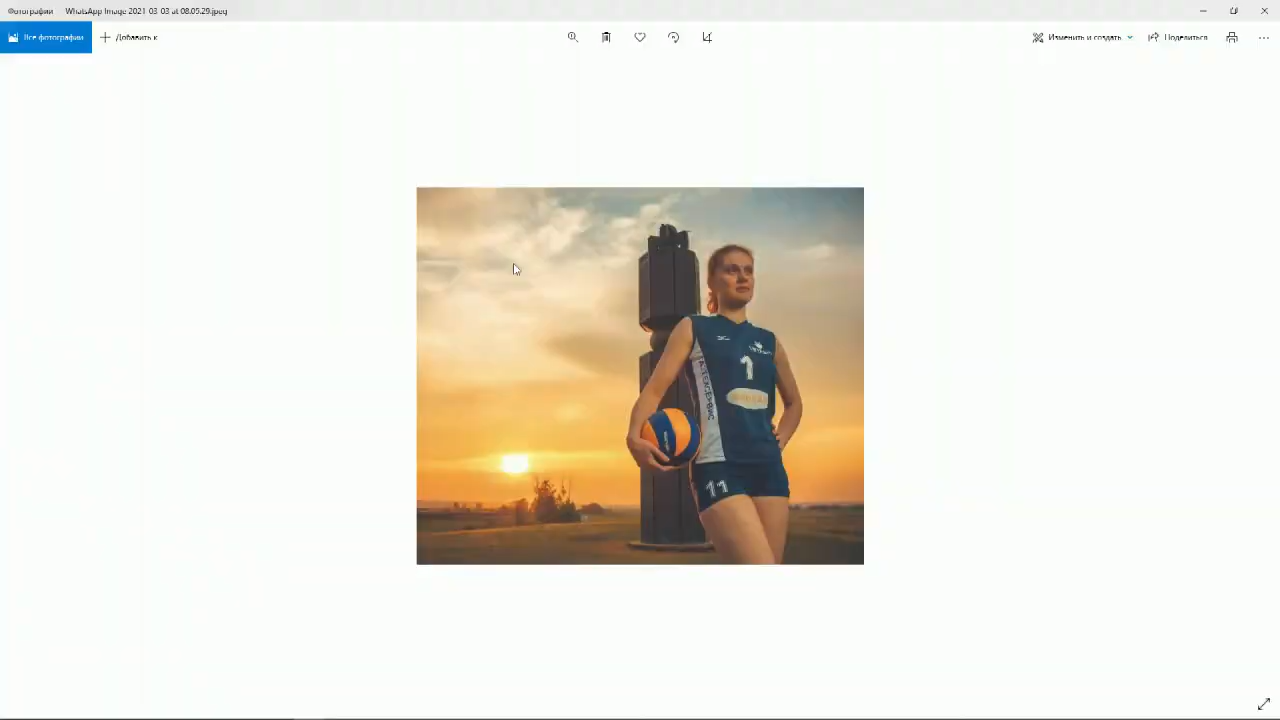 Фотографии WhatsApp Image 2021-03-03 at 08.05.29.jpeg
Все фотографии
Добавить к
Изменить и создать
Поделиться
1
11